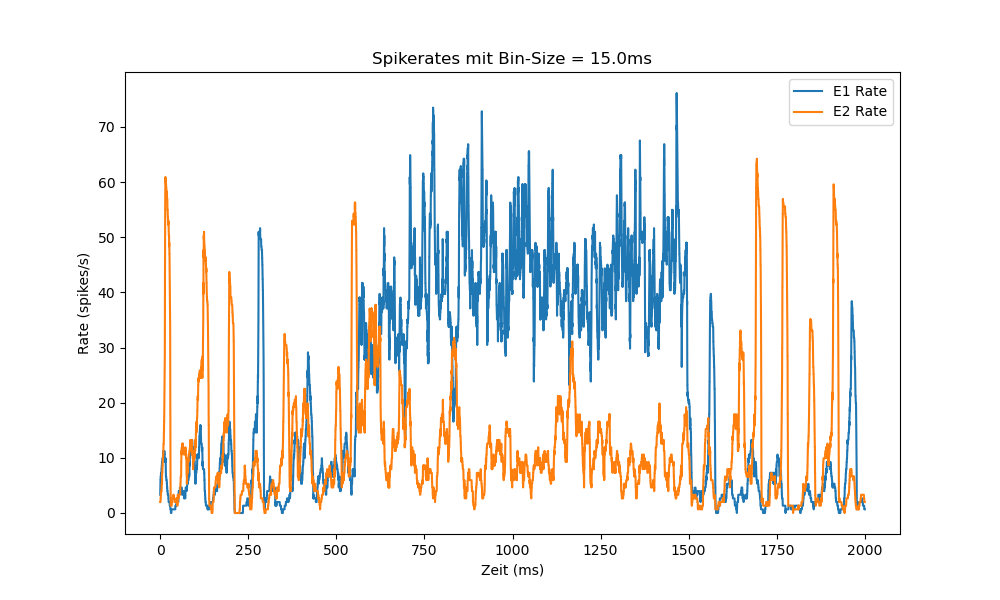 Spikerates mit Bin-Size = 15.0ms
E1 Rate
E2 Rate
Rate (spikes/s)
70
60
50
40
30
20
10
0
0 250 500 750 1000 1250 1500 1750 2000
Zeit (ms)